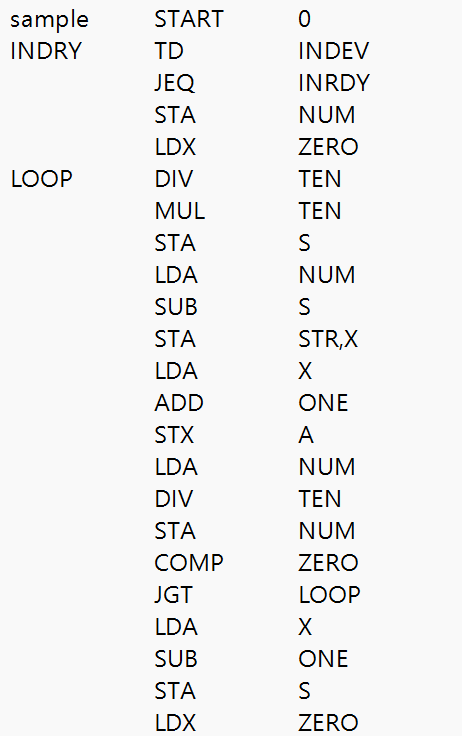 sample START 0
INDRY TD INDEV
JEQ INRDY
STA NUM
LDX ZERO
LOOP DIV TEN
MUL TEN
STA S
LDA NUM
SUB S
STA STR,X
LDA X
ADD ONE
STX A
LDA NUM
DIV TEN
STA NUM
COMP ZERO
JGT LOOP
LDA X
SUB ONE
STA S
LDX ZERO